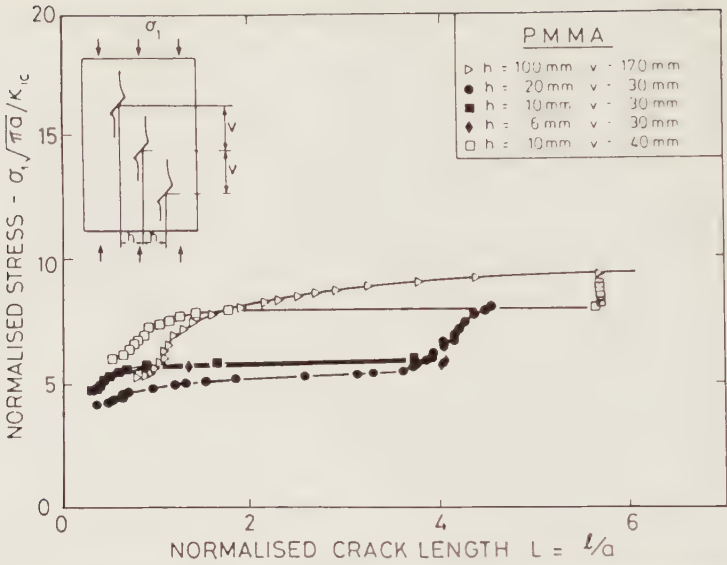 20
15
10
5
0
0
2
4
6
NORMALISED STRESS - σ₁√πa/K₁c
NORMALISED CRACK LENGTH L = ℓ/a
σ₁
v
v
h
h
PMMA
▷ h = 100 mm v - 170 mm
● h = 20 mm v - 30 mm
■ h = 10 mm v - 30 mm
♦ h = 6 mm v - 30 mm
□ h = 10 mm v - 40 mm